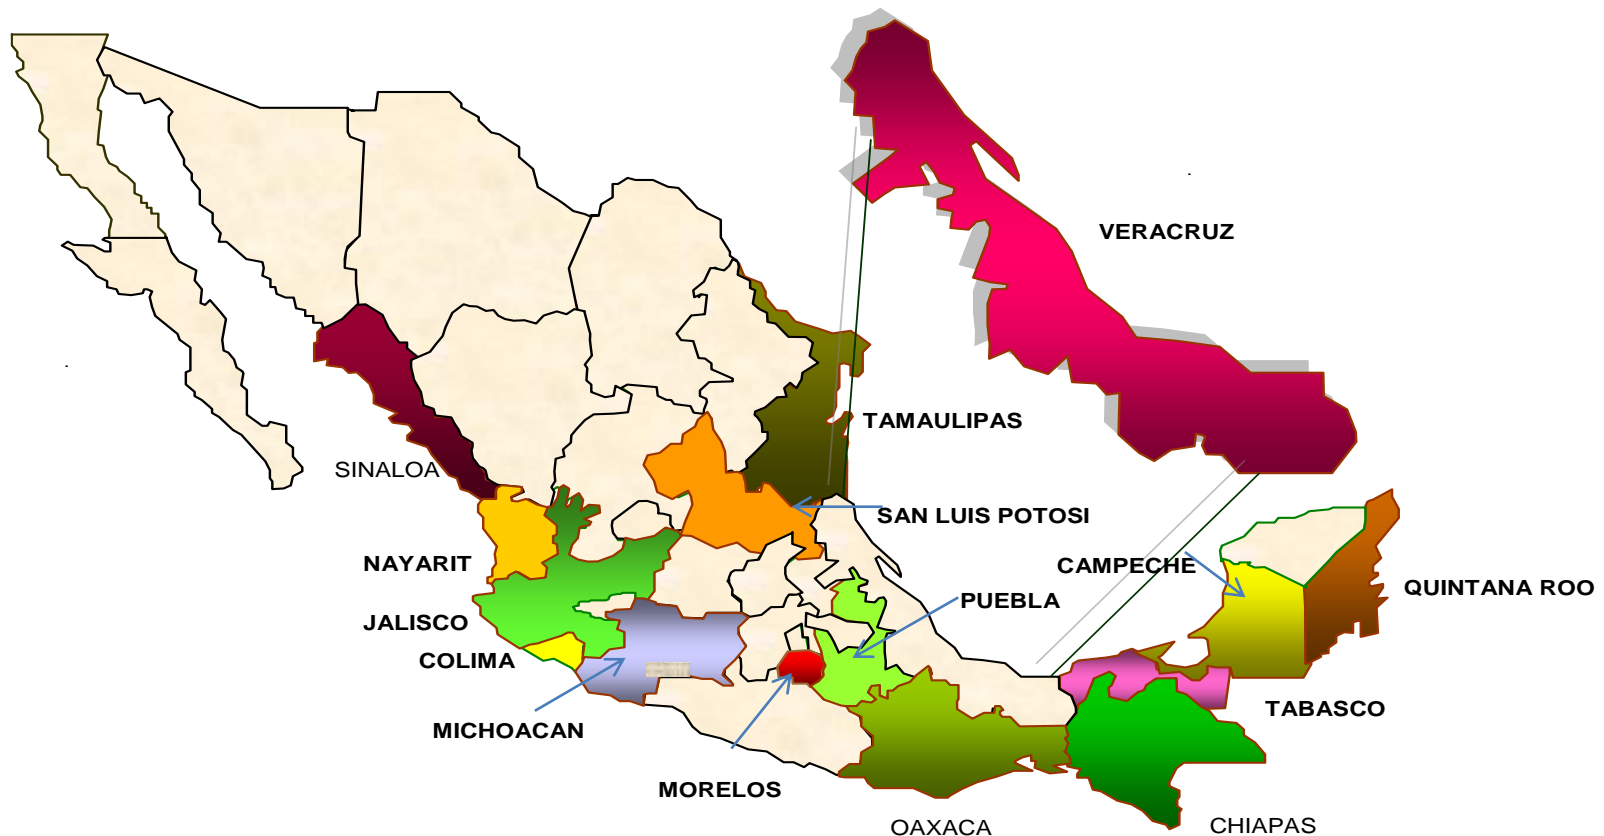 VERACRUZ
TAMAULIPAS
SINALOA
SAN LUIS POTOSI
NAYARIT
CAMPECHE
QUINTANA ROO
PUEBLA
JALISCO
COLIMA
TABASCO
MICHOACAN
MORELOS
OAXACA
CHIAPAS